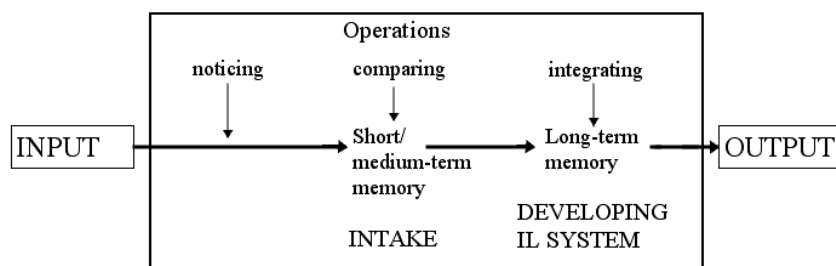 Operations
noticing
comparing
integrating
INPUT
Short/
medium-term
memory
Long-term
memory
OUTPUT
INTAKE
DEVELOPING
IL SYSTEM